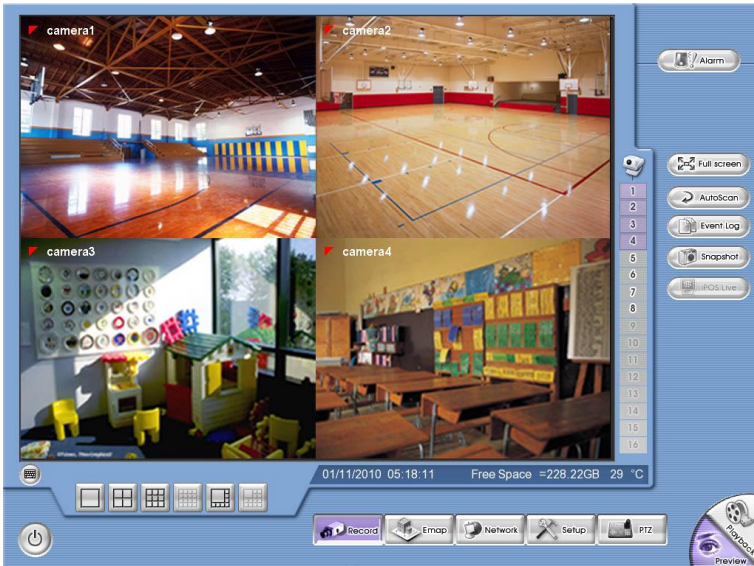 camera1
camera2
Alarm
Full screen
AutoScan
Event Log
Snapshot
iPOS Live
1
2
3
4
5
6
7
8
9
10
11
12
13
14
15
16
camera3
camera4
01/11/2010 05:18:11 Free Space =228.22GB 29 °C
Record
Emap
Network
Setup
PTZ
Playback
Preview